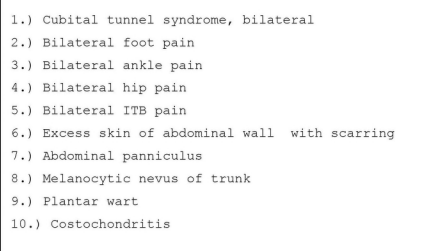 1.) Cubital tunnel syndrome, bilateral
2.) Bilateral foot pain
3.) Bilateral ankle pain
4.) Bilateral hip pain
5.) Bilateral ITB pain
6.) Excess skin of abdominal wall  with scarring
7.) Abdominal panniculus
8.) Melanocytic nevus of trunk
9.) Plantar wart
10.) Costochondritis